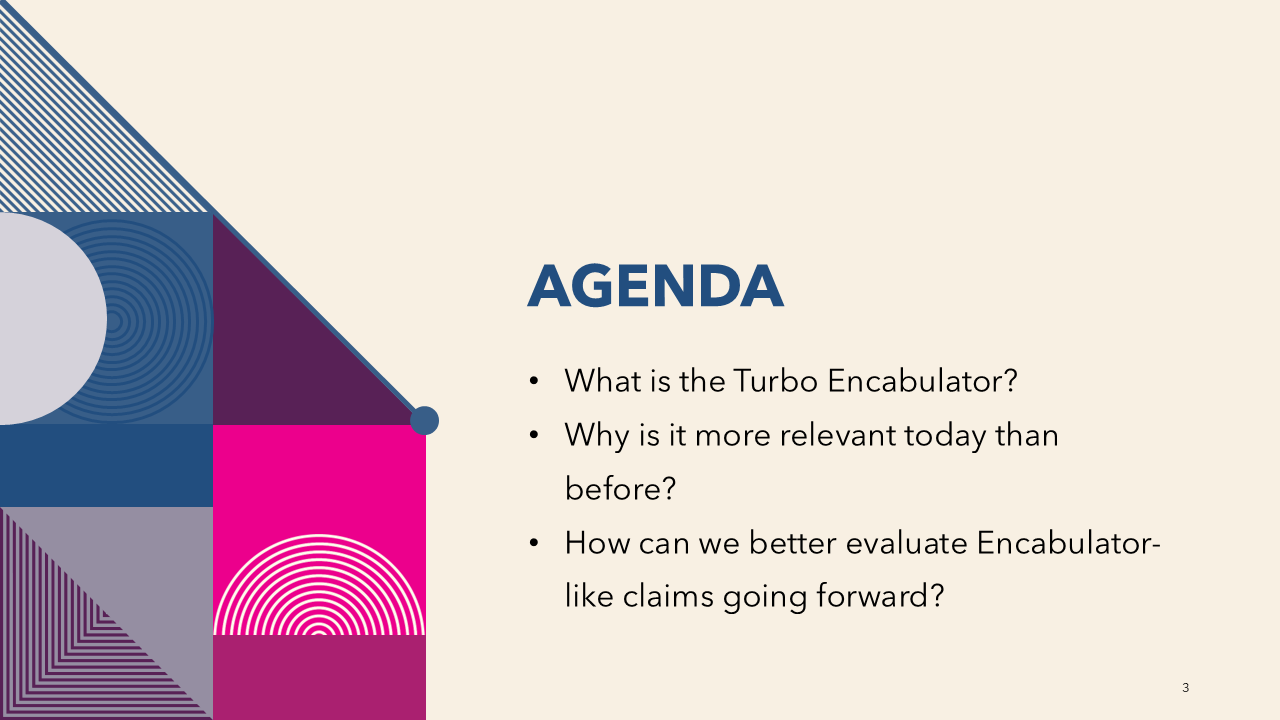 AGENDA
• What is the Turbo Encabulator?
• Why is it more relevant today than
before?
• How can we better evaluate Encabulator-
like claims going forward?
3